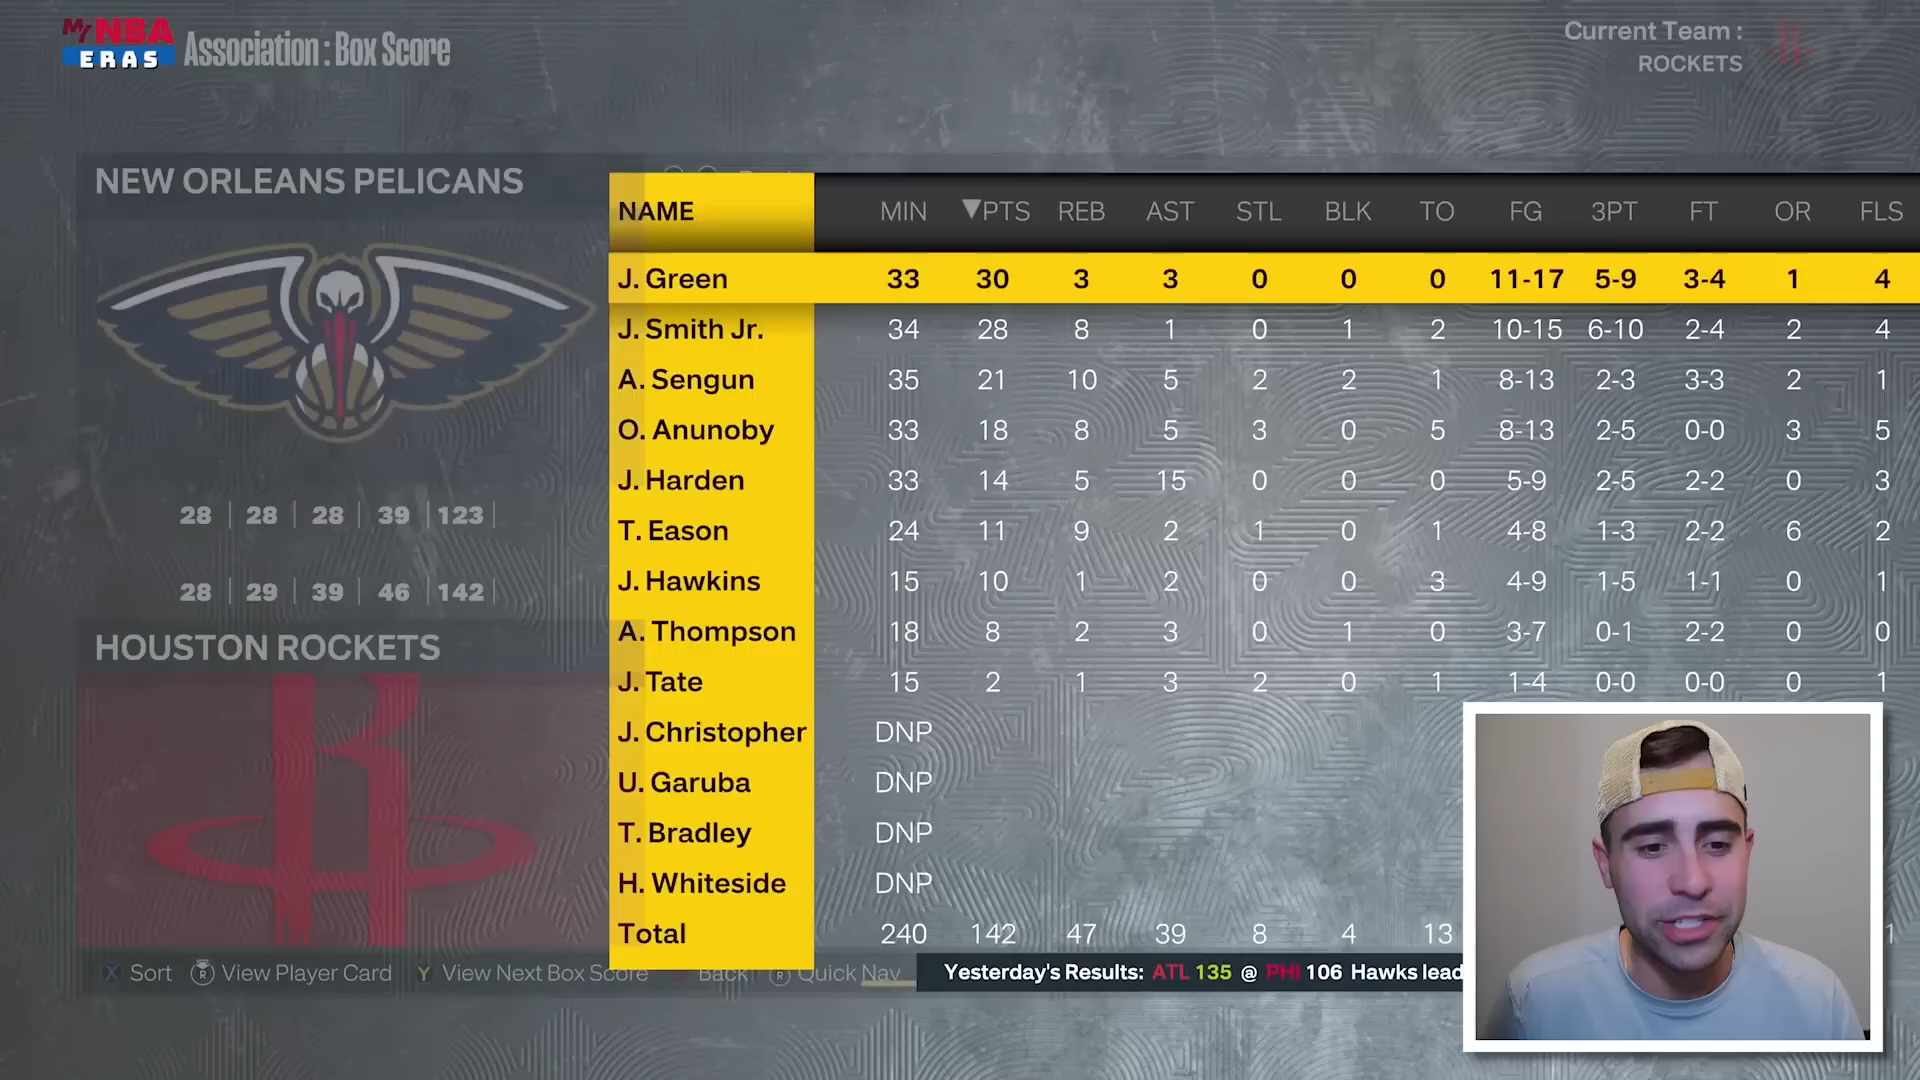 My NBA
ERAS
Association : Box Score
Current Team :
ROCKETS
NEW ORLEANS PELICANS
28 | 28 | 28 | 39 | 123 |
28 | 29 | 39 | 46 | 142 |
HOUSTON ROCKETS
NAME MIN ▼PTS REB AST STL BLK TO FG 3PT FT OR FLS
J. Green 33 30 3 3 0 0 0 11-17 5-9 3-4 1 4
J. Smith Jr. 34 28 8 1 0 1 2 10-15 6-10 2-4 2 4
A. Sengun 35 21 10 5 2 2 1 8-13 2-3 3-3 2 1
O. Anunoby 33 18 8 5 3 0 5 8-13 2-5 0-0 3 5
J. Harden 33 14 5 15 0 0 0 5-9 2-5 2-2 0 3
T. Eason 24 11 9 2 1 0 1 4-8 1-3 2-2 6 2
J. Hawkins 15 10 1 2 0 0 3 4-9 1-5 1-1 0 1
A. Thompson 18 8 2 3 0 1 0 3-7 0-1 2-2 0 0
J. Tate 15 2 1 3 2 0 1 1-4 0-0 0-0 0 1
J. Christopher DNP
U. Garuba DNP
T. Bradley DNP
H. Whiteside DNP
Total 240 142 47 39 8 4 13
X Sort R View Player Card Y View Next Box Score Back R Quick Nav
Yesterday's Results: ATL 135 @ PHI 106 Hawks lead